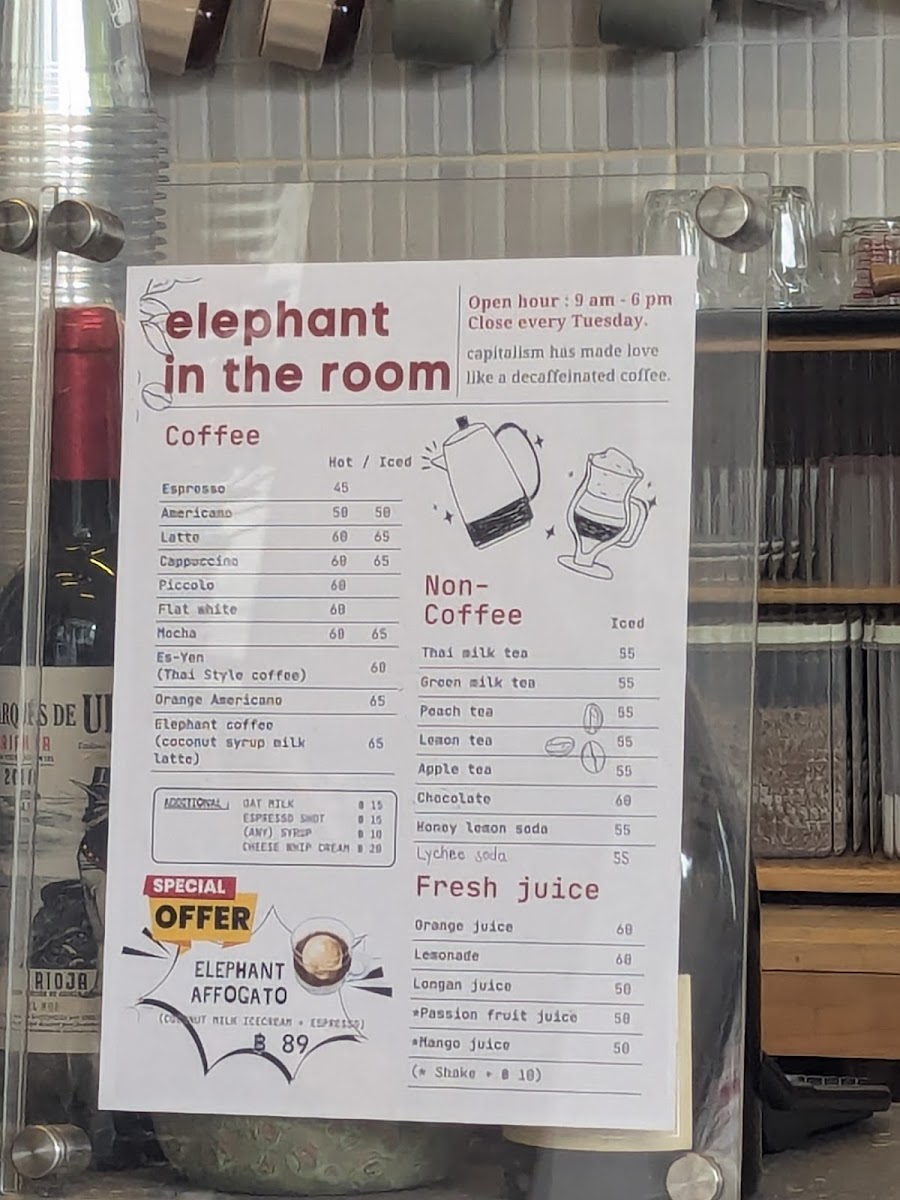 elephant
in the room
Open hour : 9 am - 6 pm
Close every Tuesday.
capitalism has made love
like a decaffeinated coffee.
Coffee
Hot / Iced
Espresso 45
Americano 50 50
Latte 60 65
Cappuccino 60 65
Piccolo 60
Flat white 60
Mocha 60 65
Es-Yen
(Thai Style coffee) 60
Orange Americano 65
Elephant coffee
(coconut syrup milk 65
latte)
ADDITIONAL OAT MILK ฿ 15
ESPRESSO SHOT ฿ 15
(ANY) SYRUP ฿ 10
CHEESE WHIP CREAM ฿ 20
SPECIAL
OFFER
ELEPHANT
AFFOGATO
(COCONUT MILK ICECREAM + ESPRESSO)
฿ 89
Non-
Coffee
Iced
Thai milk tea 55
Green milk tea 55
Peach tea 55
Lemon tea 55
Apple tea 55
Chocolate 60
Honey lemon soda 55
Lychee soda 55
Fresh juice
Orange juice 60
Lemonade 60
Longan juice 50
*Passion fruit juice 50
*Mango juice 50
(* Shake + ฿ 10)
DE
RIOJA